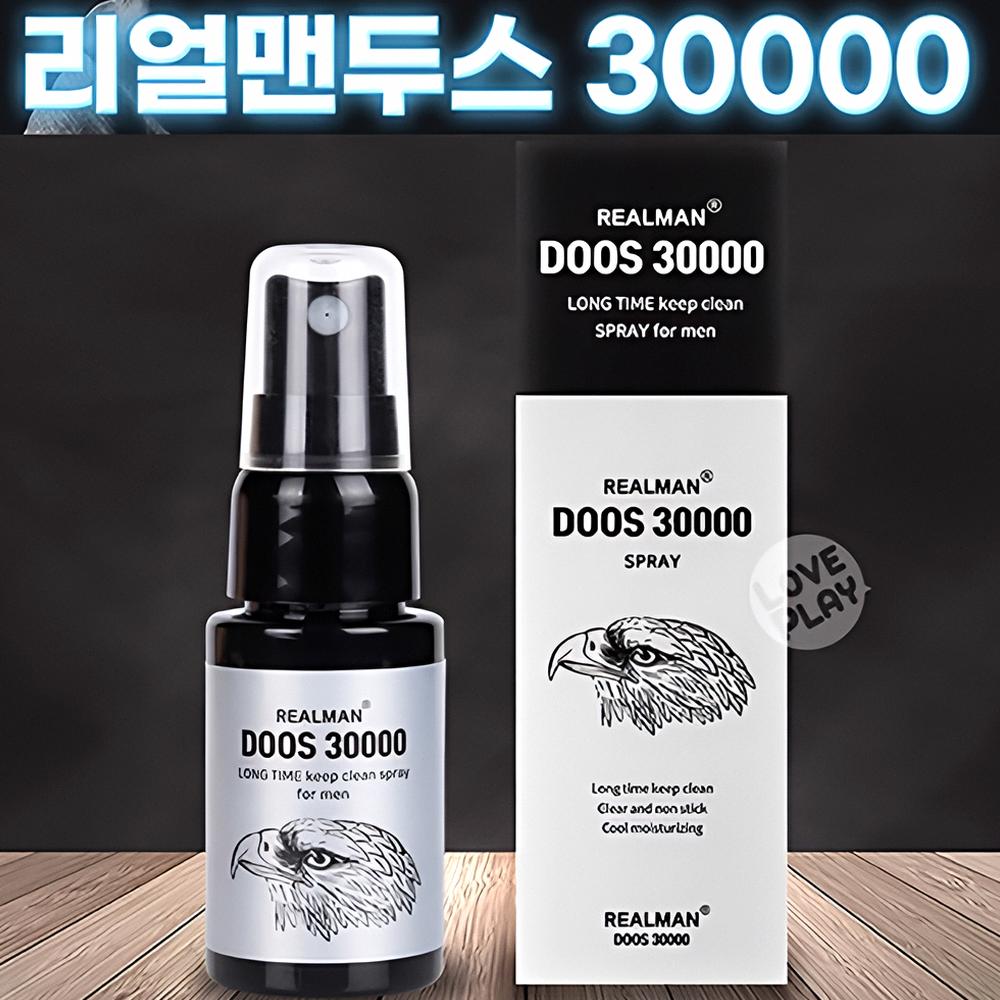 리얼맨두스 30000
REALMAN®
DOOS 30000
LONG TIME keep clean
SPRAY for men
REALMAN®
DOOS 30000
SPRAY
LOVE
PLAY
Long time keep clean
Clear and non stick
Cool moisturizing
REALMAN®
DOOS 30000
REALMAN®
DOOS 30000
LONG TIME keep clean spray
for men